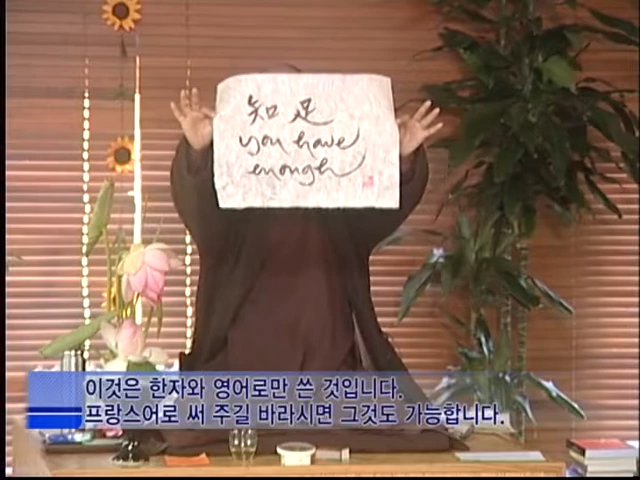 知足
you have
enough
이것은 한자와 영어로만 쓴 것입니다.
프랑스어로 써 주길 바라시면 그것도 가능합니다.